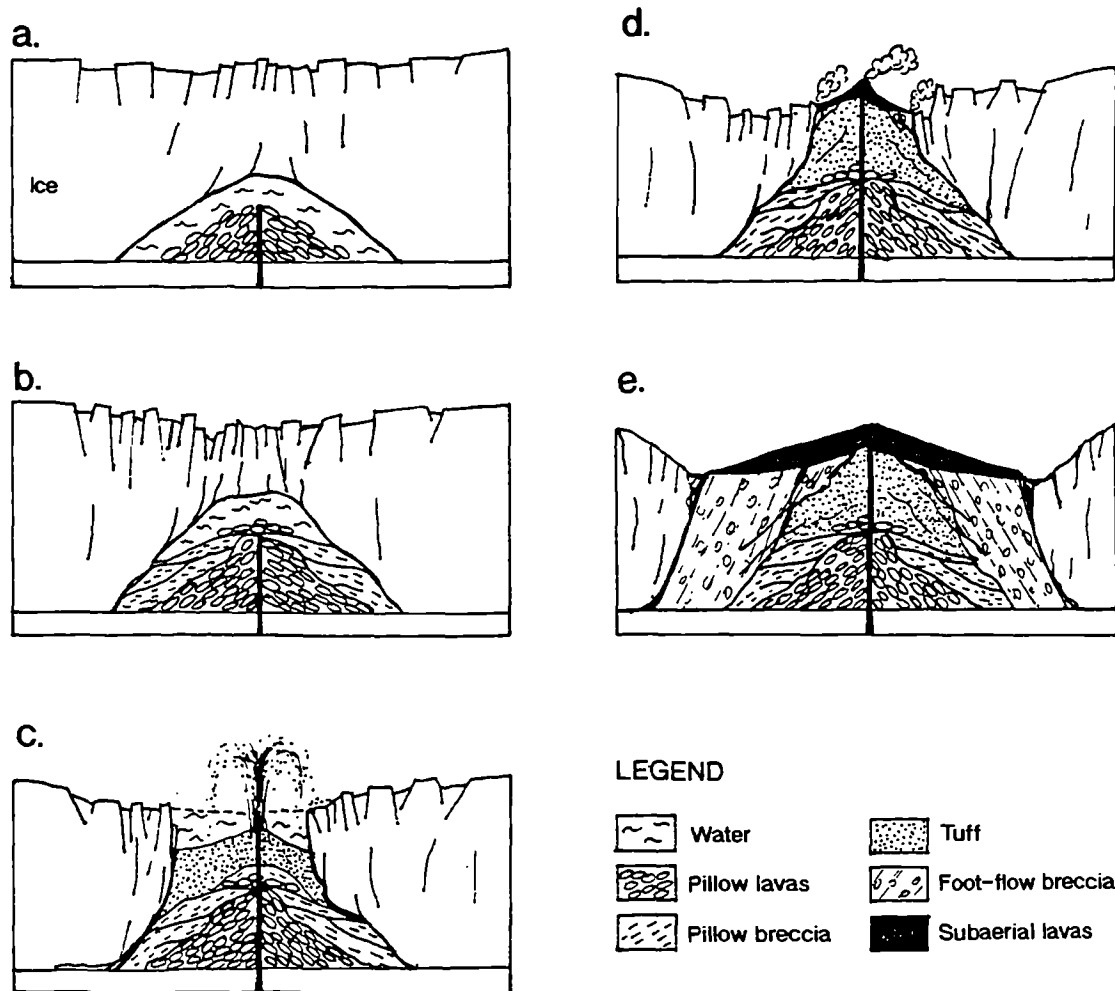 a.
Ice
b.
c.
d.
e.
LEGEND
Water
Pillow lavas
Pillow breccia
Tuff
Foot-flow breccia
Subaerial lavas